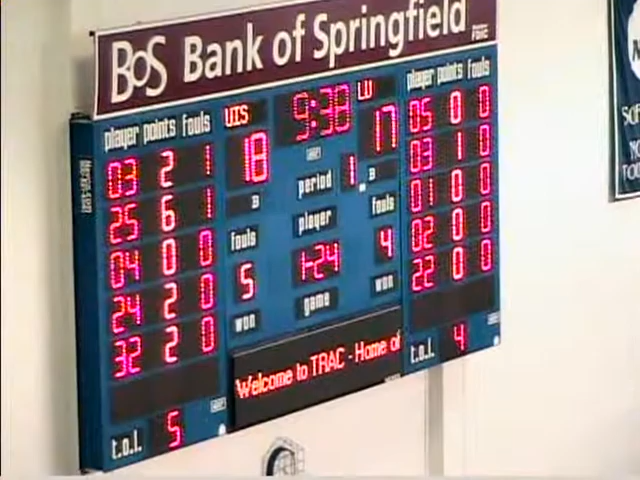 BoS Bank of Springfield
player points fouls
UIS
9:38
LU
player points fouls
18
17
03 2 1
25 6 1
04 0 0
24 2 0
32 2 0
period 1
B
B
player
1-24
game
fouls
5
won
fouls
4
won
05 0 0
03 1 0
01 0 0
02 0 0
22 0 0
Welcome to TRAC - Home of
t.o.l. 5
t.o.l. 4